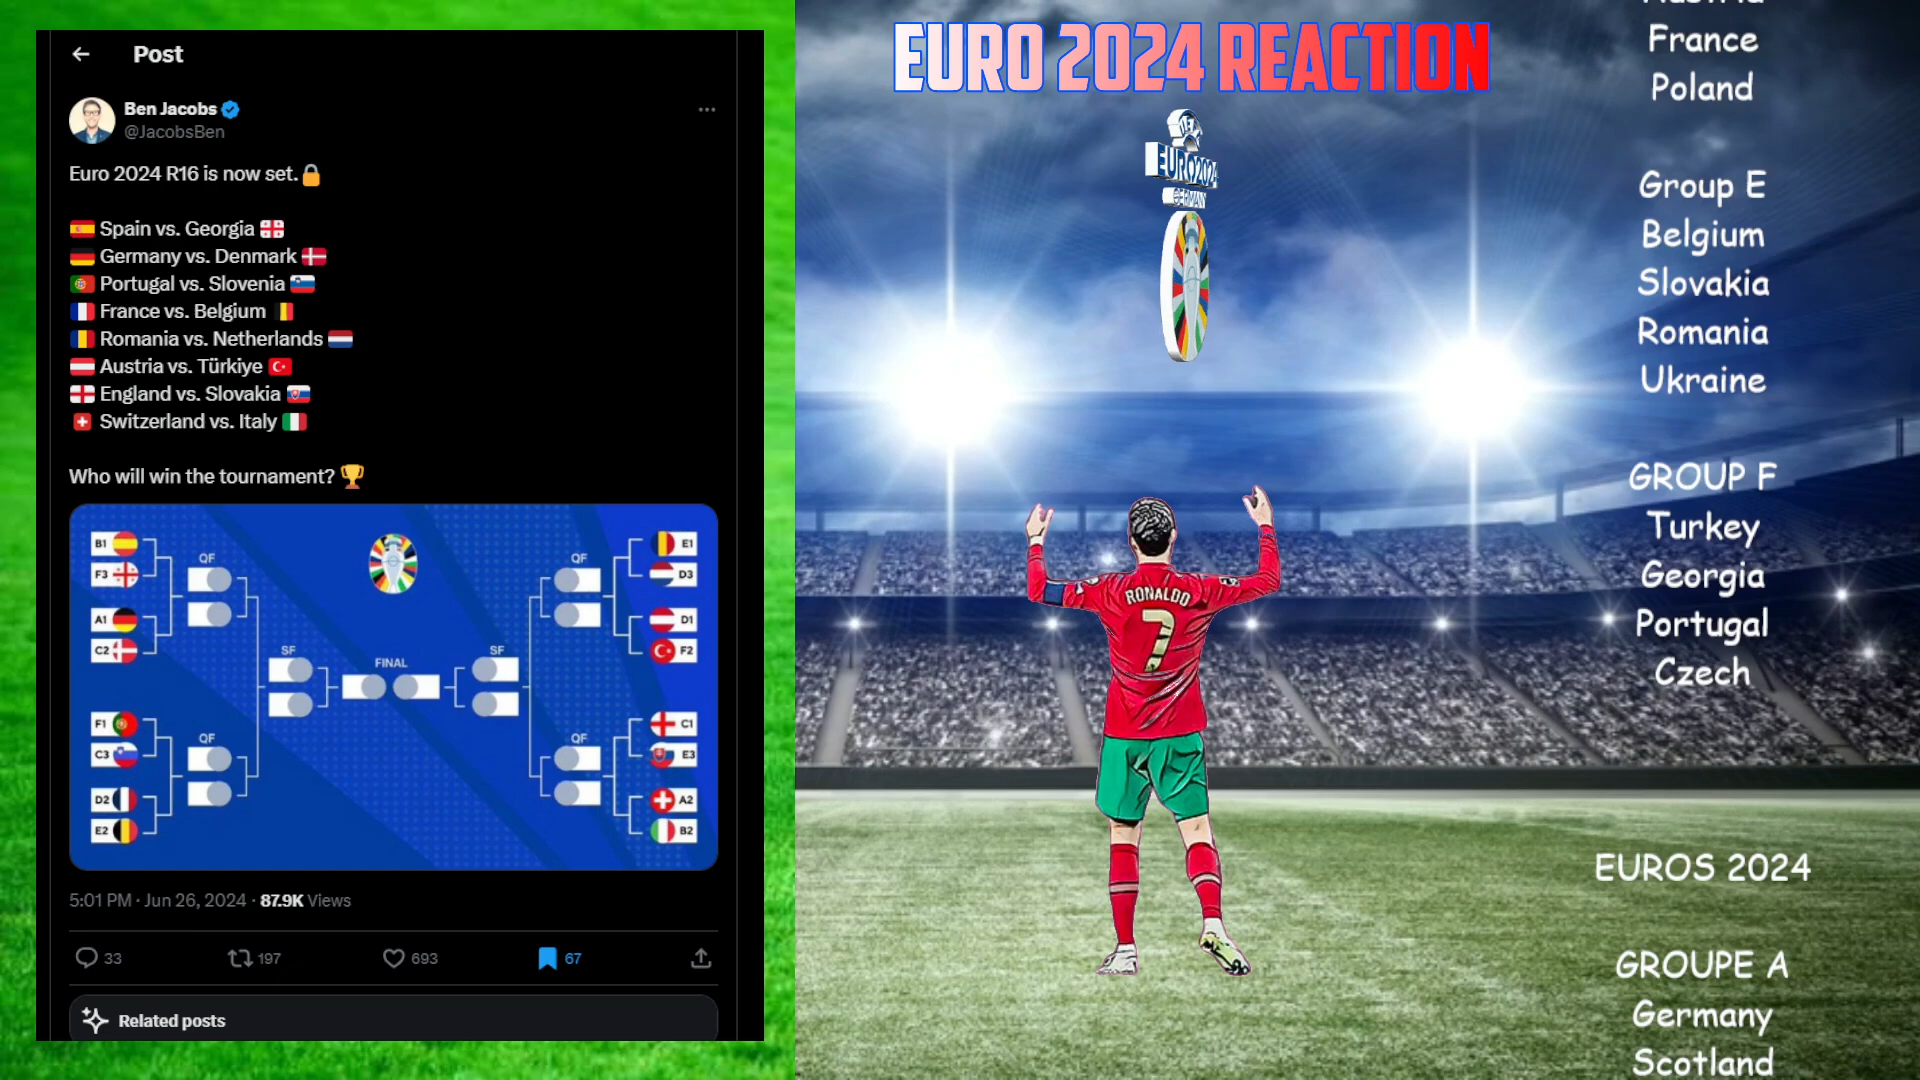 Post
Ben Jacobs
@JacobsBen
Euro 2024 R16 is now set.
Spain vs. Georgia
Germany vs. Denmark
Portugal vs. Slovenia
France vs. Belgium
Romania vs. Netherlands
Austria vs. Türkiye
England vs. Slovakia
Switzerland vs. Italy
Who will win the tournament?
B1
F3
A1
C2
F1
C3
D2
E2
QF
QF
SF
FINAL
SF
QF
QF
E1
D3
D1
F2
C1
E3
A2
B2
5:01 PM · Jun 26, 2024 · 87.9K Views
33
197
693
67
Related posts
EURO 2024 REACTION
EURO2024
GERMANY
RONALDO
7
France
Poland
Group E
Belgium
Slovakia
Romania
Ukraine
GROUP F
Turkey
Georgia
Portugal
Czech
EUROS 2024
GROUPE A
Germany
Scotland